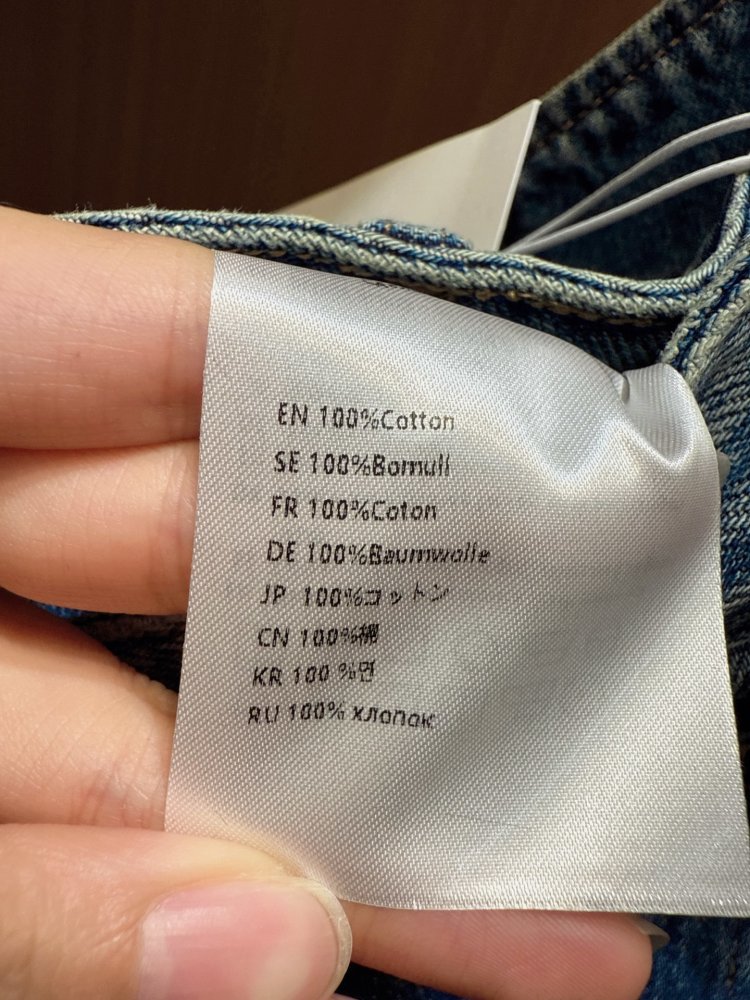 EN 100%Cotton
SE 100%Bomull
FR 100%Coton
DE 100%Baumwolle
JP 100%コットン
CN 100%棉
KR 100 %면
RU 100% хлопок